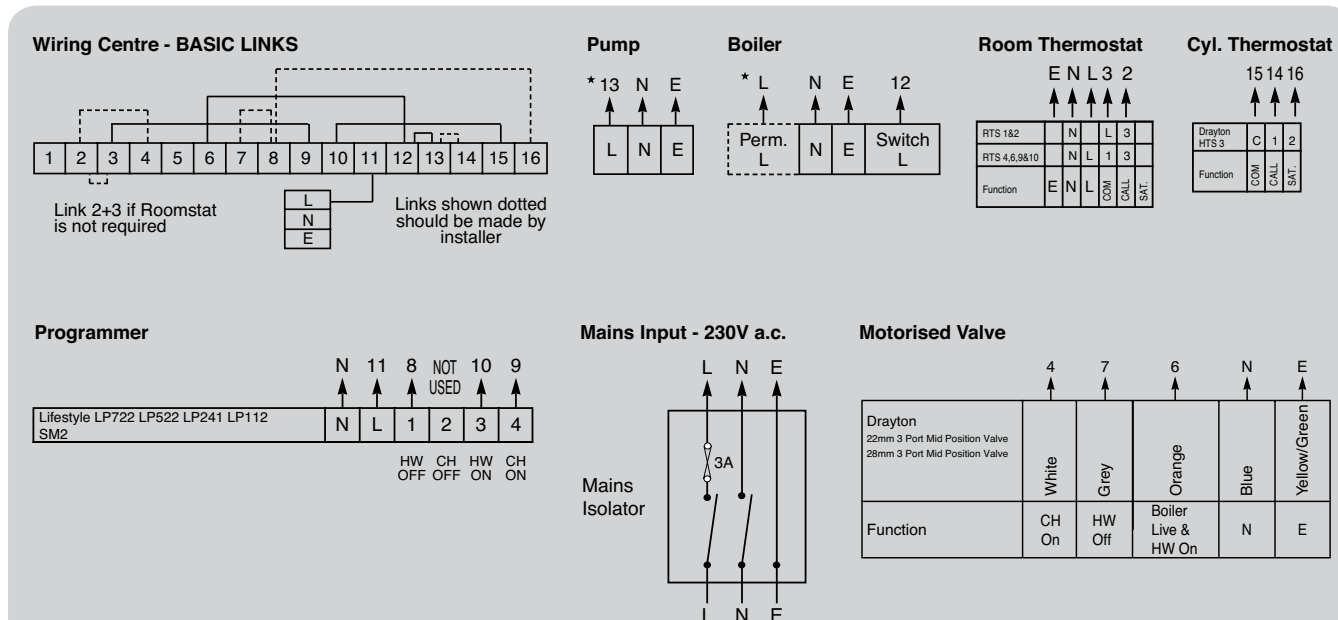 Wiring Centre - BASIC LINKS
1 2 3 4 5 6 7 8 9 10 11 12 13 14 15 16
Link 2+3 if Roomstat
is not required
L
N
E
Links shown dotted
should be made by
installer
Pump
★ 13 N E
L N E
Boiler
★ L N E 12
Perm.
L
N E
Switch
L
Room Thermostat
E N L 3 2
RTS 1&2 N L 3
RTS 4,6,9&10 N L 1 3
Function E N L COM CALL SAT.
Cyl. Thermostat
15 14 16
Drayton
HTS 3
C 1 2
Function COM CALL SAT.
Programmer
N 11 8 NOT
USED
10 9
Lifestyle LP722 LP522 LP241 LP112
SM2
N L 1 2 3 4
HW
OFF
CH
OFF
HW
ON
CH
ON
Mains Input - 230V a.c.
L N E
3A
Mains
Isolator
L N E
Motorised Valve
4 7 6 N E
Drayton
22mm 3 Port Mid Position Valve
28mm 3 Port Mid Position Valve
White
Grey
Orange
Blue
Yellow/Green
Function
CH
On
HW
Off
Boiler
Live &
HW On
N
E